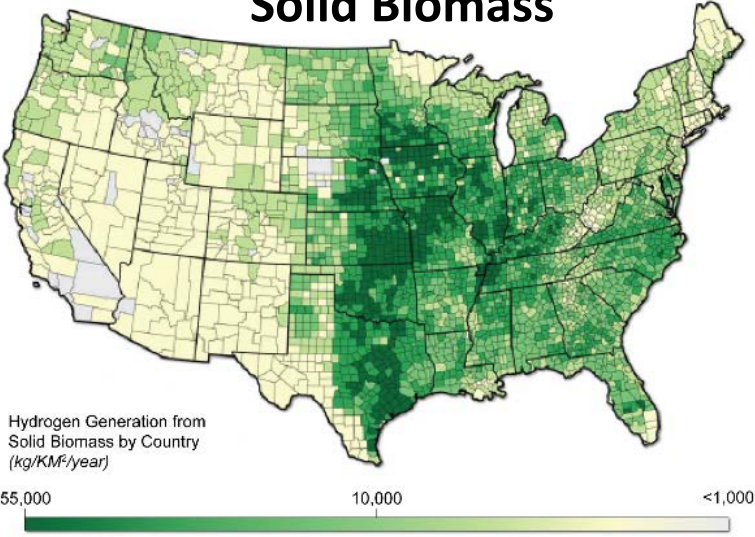 Solid Biomass
Hydrogen Generation from
Solid Biomass by Country
(kg/KM²/year)
55,000 10,000 <1,000